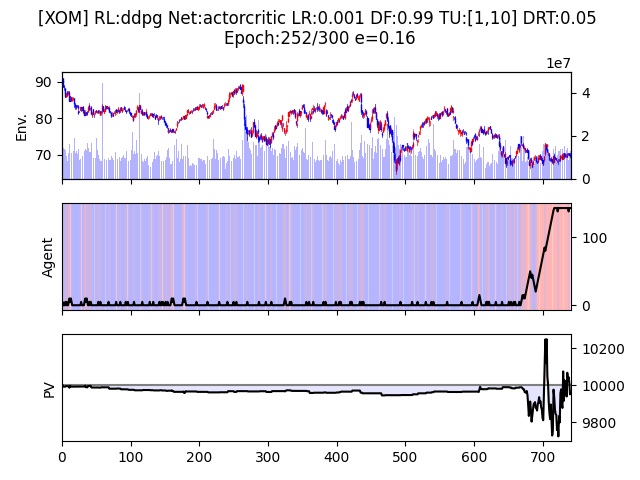 [XOM] RL:ddpg Net:actorcritic LR:0.001 DF:0.99 TU:[1,10] DRT:0.05
Epoch:252/300 e=0.16
1e7
90
80
70
Env.
4
2
0
Agent
100
0
PV
10200
10000
9800
0 100 200 300 400 500 600 700